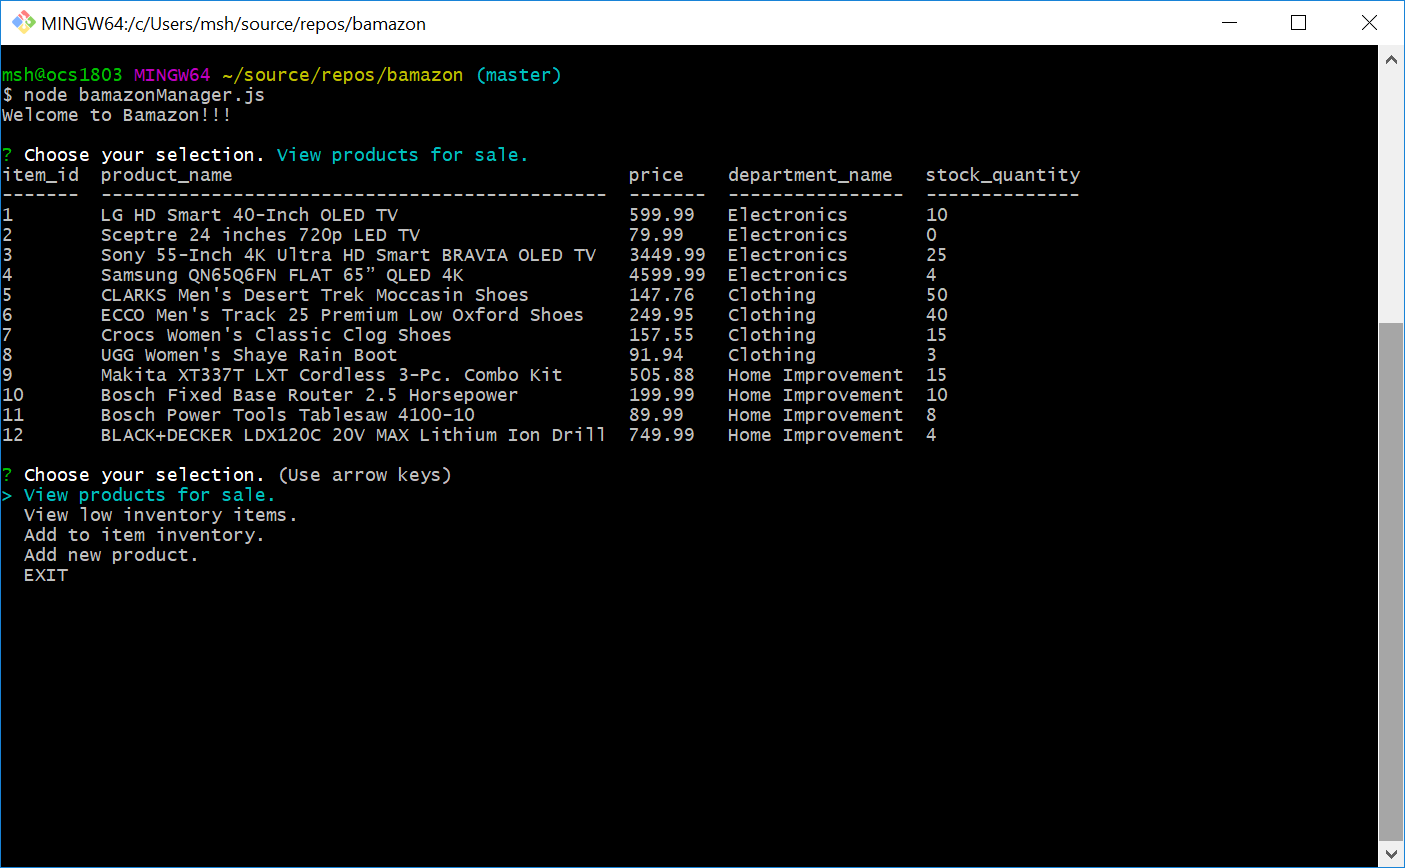 MINGW64:/c/Users/msh/source/repos/bamazon
msh@ocs1803 MINGW64 ~/source/repos/bamazon (master)
$ node bamazonManager.js
Welcome to Bamazon!!!
? Choose your selection. View products for sale.
item_id  product_name                                    price    department_name   stock_quantity
-------  ----------------------------------------------  -------  ----------------  --------------
1        LG HD Smart 40-Inch OLED TV                     599.99   Electronics       10
2        Sceptre 24 inches 720p LED TV                   79.99    Electronics       0
3        Sony 55-Inch 4K Ultra HD Smart BRAVIA OLED TV   3449.99  Electronics       25
4        Samsung QN65Q6FN FLAT 65” QLED 4K               4599.99  Electronics       4
5        CLARKS Men's Desert Trek Moccasin Shoes         147.76   Clothing          50
6        ECCO Men's Track 25 Premium Low Oxford Shoes    249.95   Clothing          40
7        Crocs Women's Classic Clog Shoes                157.55   Clothing          15
8        UGG Women's Shaye Rain Boot                     91.94    Clothing          3
9        Makita XT337T LXT Cordless 3-Pc. Combo Kit      505.88   Home Improvement  15
10       Bosch Fixed Base Router 2.5 Horsepower          199.99   Home Improvement  10
11       Bosch Power Tools Tablesaw 4100-10              89.99    Home Improvement  8
12       BLACK+DECKER LDX120C 20V MAX Lithium Ion Drill  749.99   Home Improvement  4
? Choose your selection. (Use arrow keys)
> View products for sale.
  View low inventory items.
  Add to item inventory.
  Add new product.
  EXIT